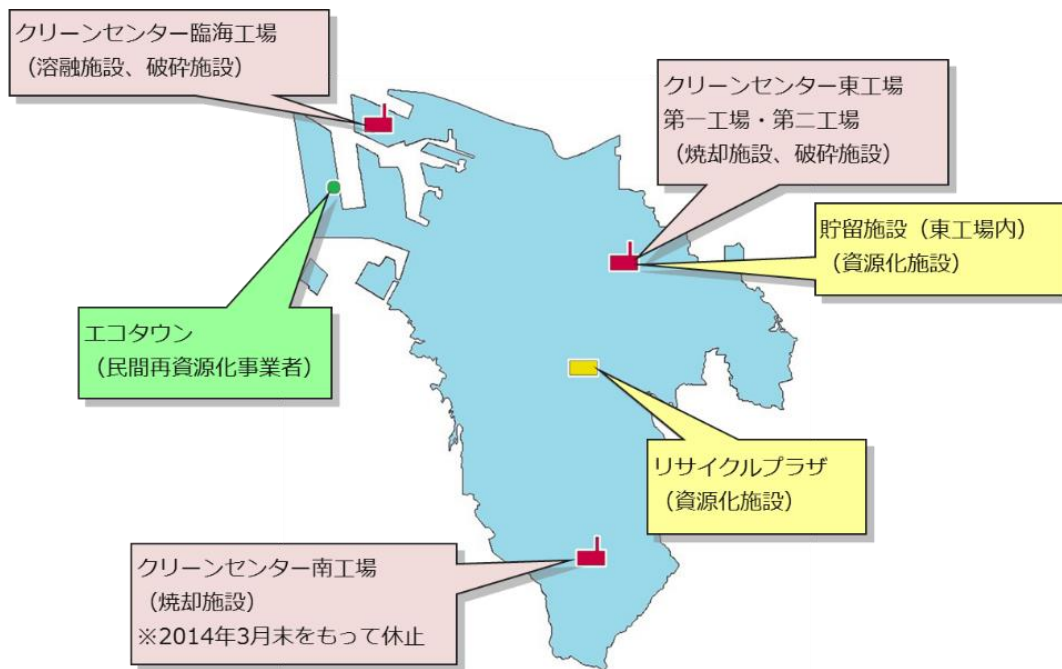 クリーンセンター臨海工場
（溶融施設、破砕施設）
クリーンセンター東工場
第一工場・第二工場
（焼却施設、破砕施設）
貯留施設（東工場内）
（資源化施設）
エコタウン
（民間再資源化事業者）
リサイクルプラザ
（資源化施設）
クリーンセンター南工場
（焼却施設）
※2014年3月末をもって休止